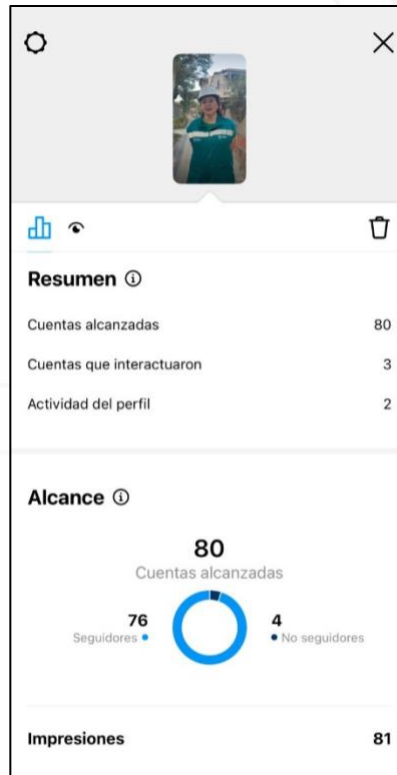 Resumen
Cuentas alcanzadas 80
Cuentas que interactuaron 3
Actividad del perfil 2
Alcance
80
Cuentas alcanzadas
76
Seguidores
4
No seguidores
Impresiones 81